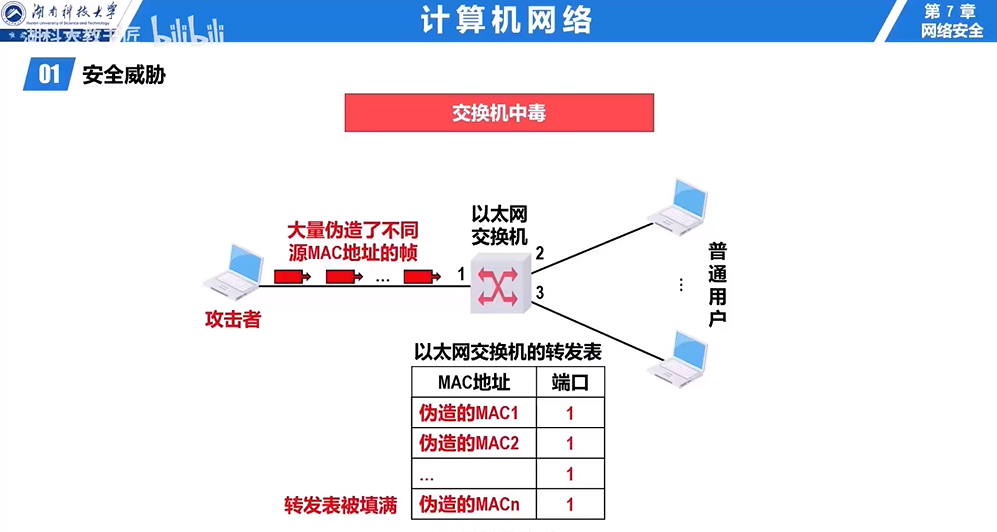 湖南科技大学
Hunan University of Science and Technology
bilibili
计算机网络
第 7 章
网络安全
01 安全威胁
交换机中毒
大量伪造了不同
源MAC地址的帧
…
攻击者
以太网
交换机
1
2
3
普通用户
…
以太网交换机的转发表
MAC地址 端口
伪造的MAC1 1
伪造的MAC2 1
… 1
转发表被填满 伪造的MACn 1